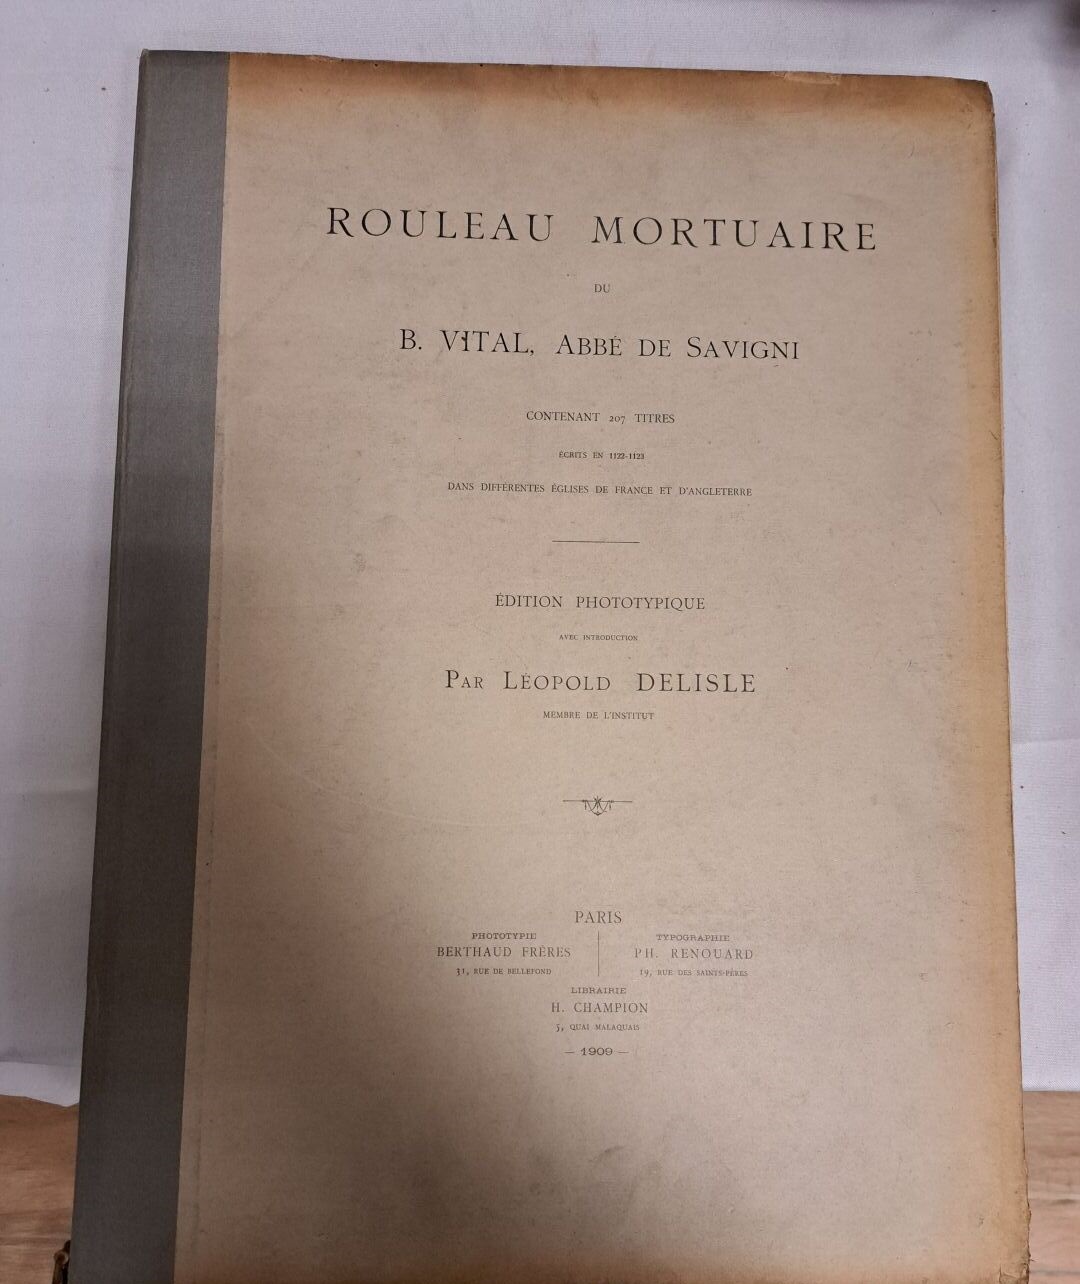 ROULEAU MORTUAIRE
DU
B. VITAL, ABBÉ DE SAVIGNI
CONTENANT 207 TITRES
ÉCRITS EN 1122-1123
DANS DIFFÉRENTES ÉGLISES DE FRANCE ET D'ANGLETERRE
ÉDITION PHOTOTYPIQUE
AVEC INTRODUCTION
PAR LÉOPOLD DELISLE
MEMBRE DE L'INSTITUT
PARIS
PHOTOTYPIE
BERTHAUD FRÈRES
31, RUE DE BELLEFOND
TYPOGRAPHIE
PH. RENOUARD
19, RUE DES SAINTS-PÈRES
LIBRAIRIE
H. CHAMPION
5, QUAI MALAQUAIS
— 1909 —